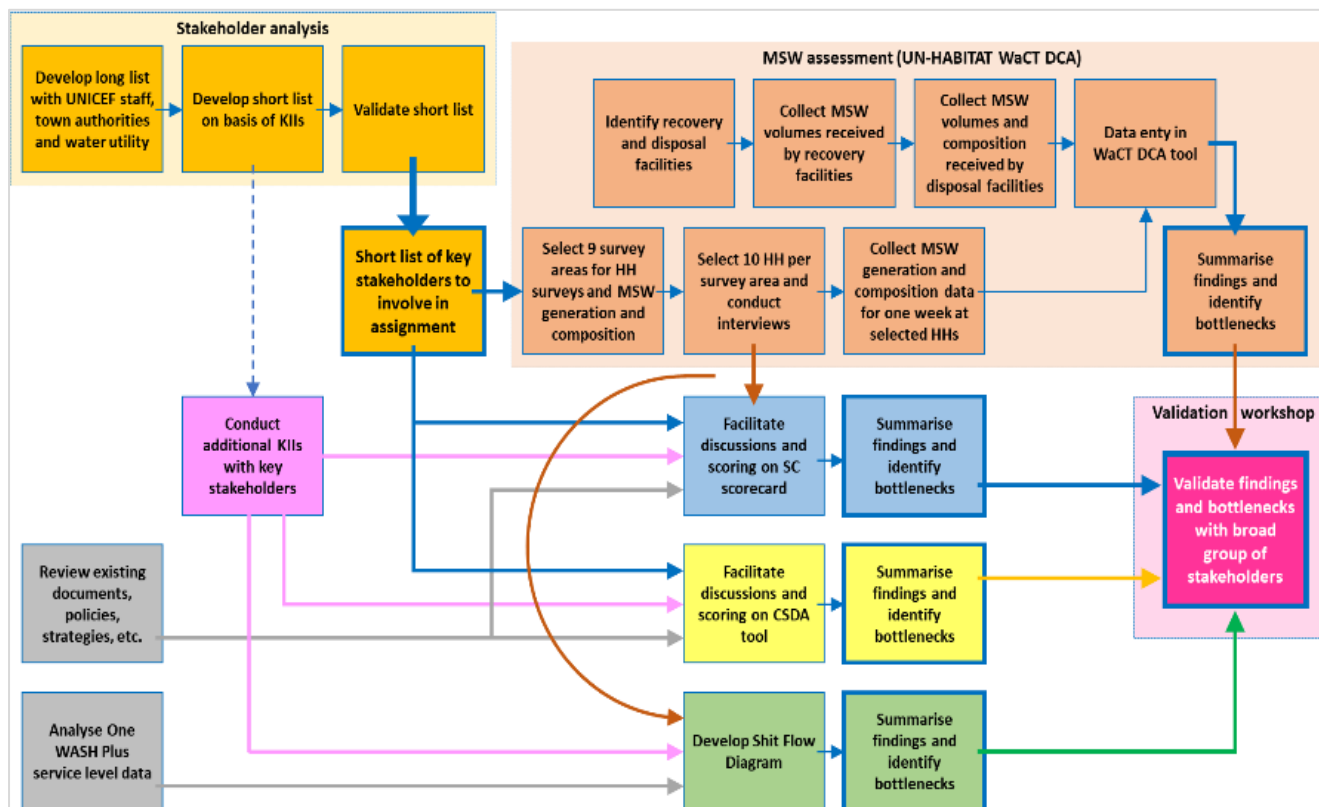 Stakeholder analysis
Develop long list
with UNICEF staff,
town authorities
and water utility
Develop short list
on basis of KIIs
Validate short list
MSW assessment (UN-HABITAT WaCT DCA)
Identify recovery
and disposal
facilities
Collect MSW
volumes received
by recovery
facilities
Collect MSW
volumes and
composition
received by
disposal facilities
Data enty in
WaCT DCA tool
Short list of key
stakeholders to
involve in
assignment
Select 9 survey
areas for HH
surveys and MSW
generation and
composition
Select 10 HH per
survey area and
conduct
interviews
Collect MSW
generation and
composition data
for one week at
selected HHs
Summarise
findings and
identify
bottlenecks
Conduct
additional KIIs
with key
stakeholders
Facilitate
discussions and
scoring on SC
scorecard
Summarise
findings and
identify
bottlenecks
Validation workshop
Validate findings
and bottlenecks
with broad
group of
stakeholders
Review existing
documents,
policies,
strategies, etc.
Facilitate
discussions and
scoring on CSDA
tool
Summarise
findings and
identify
bottlenecks
Analyse One
WASH Plus
service level data
Develop Shit Flow
Diagram
Summarise
findings and
identify
bottlenecks